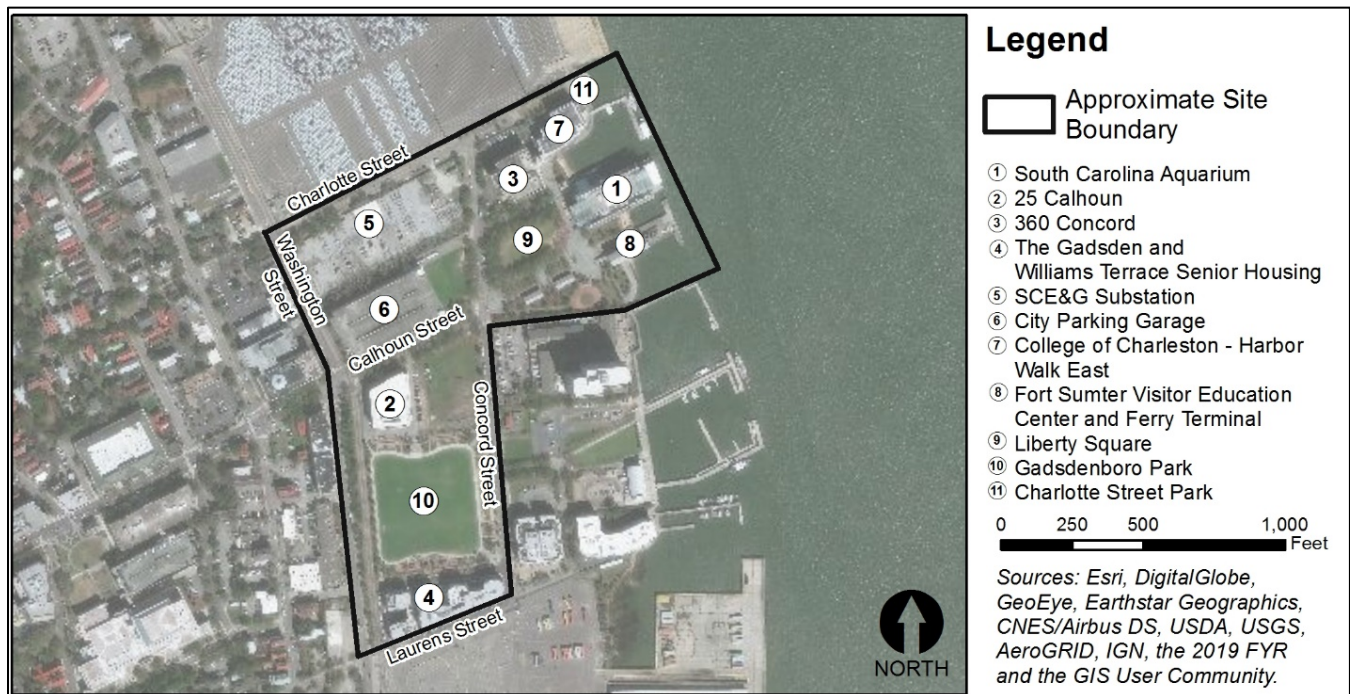 Legend
Approximate Site
Boundary
① South Carolina Aquarium
② 25 Calhoun
③ 360 Concord
④ The Gadsden and
Williams Terrace Senior Housing
⑤ SCE&G Substation
⑥ City Parking Garage
⑦ College of Charleston - Harbor
Walk East
⑧ Fort Sumter Visitor Education
Center and Ferry Terminal
⑨ Liberty Square
⑩ Gadsdenboro Park
⑪ Charlotte Street Park
0 250 500 1,000
Feet
Sources: Esri, DigitalGlobe,
GeoEye, Earthstar Geographics,
CNES/Airbus DS, USDA, USGS,
AeroGRID, IGN, the 2019 FYR
and the GIS User Community.
11
7
Charlotte Street
3
1
5
9
8
Washington
Street
6
Calhoun Street
2
Concord Street
10
4
Laurens Street
NORTH